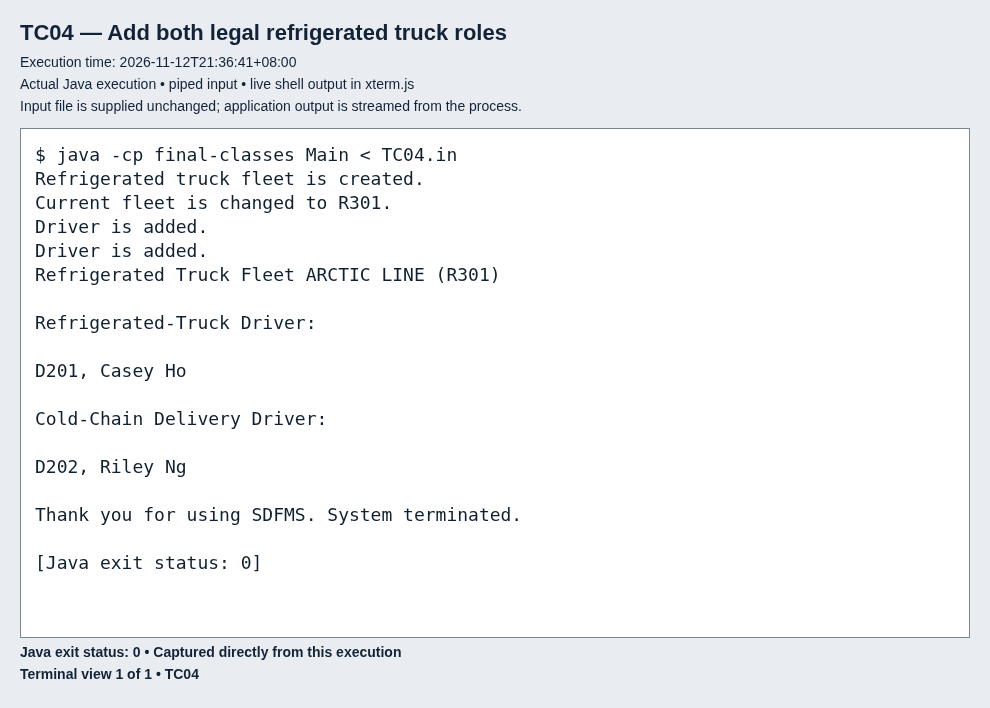 TC04 — Add both legal refrigerated truck roles
Execution time: 2026-11-12T21:36:41+08:00
Actual Java execution • piped input • live shell output in xterm.js
Input file is supplied unchanged; application output is streamed from the process.
$ java -cp final-classes Main < TC04.in
Refrigerated truck fleet is created.
Current fleet is changed to R301.
Driver is added.
Driver is added.
Refrigerated Truck Fleet ARCTIC LINE (R301)
Refrigerated-Truck Driver:
D201, Casey Ho
Cold-Chain Delivery Driver:
D202, Riley Ng
Thank you for using SDFMS. System terminated.
[Java exit status: 0]
Java exit status: 0 • Captured directly from this execution
Terminal view 1 of 1 • TC04